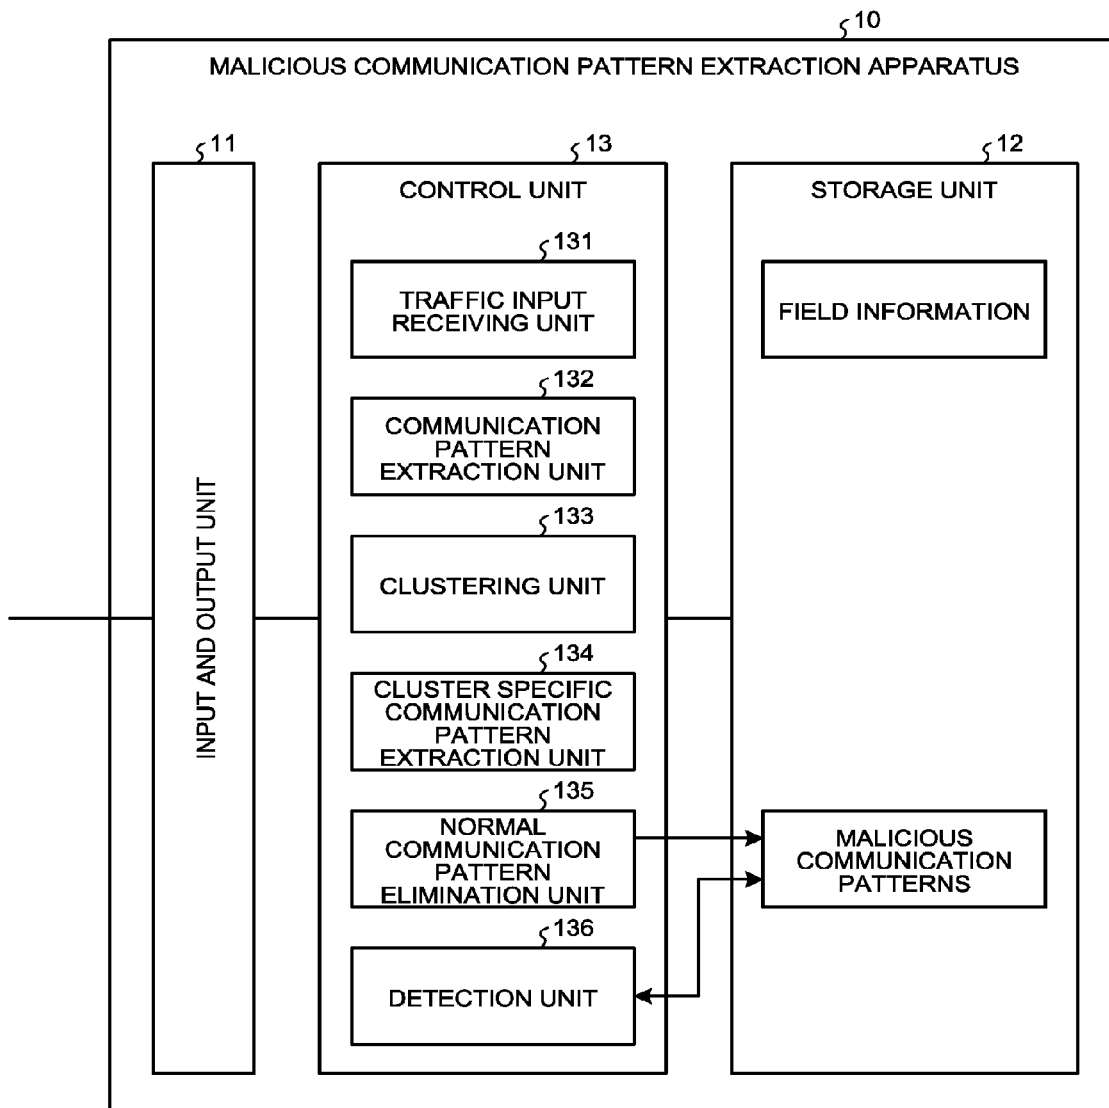 10
MALICIOUS COMMUNICATION PATTERN EXTRACTION APPARATUS
11
INPUT AND OUTPUT UNIT
13
CONTROL UNIT
131
TRAFFIC INPUT
RECEIVING UNIT
132
COMMUNICATION
PATTERN
EXTRACTION UNIT
133
CLUSTERING UNIT
134
CLUSTER SPECIFIC
COMMUNICATION
PATTERN
EXTRACTION UNIT
135
NORMAL
COMMUNICATION
PATTERN
ELIMINATION UNIT
136
DETECTION UNIT
12
STORAGE UNIT
FIELD INFORMATION
MALICIOUS
COMMUNICATION
PATTERNS